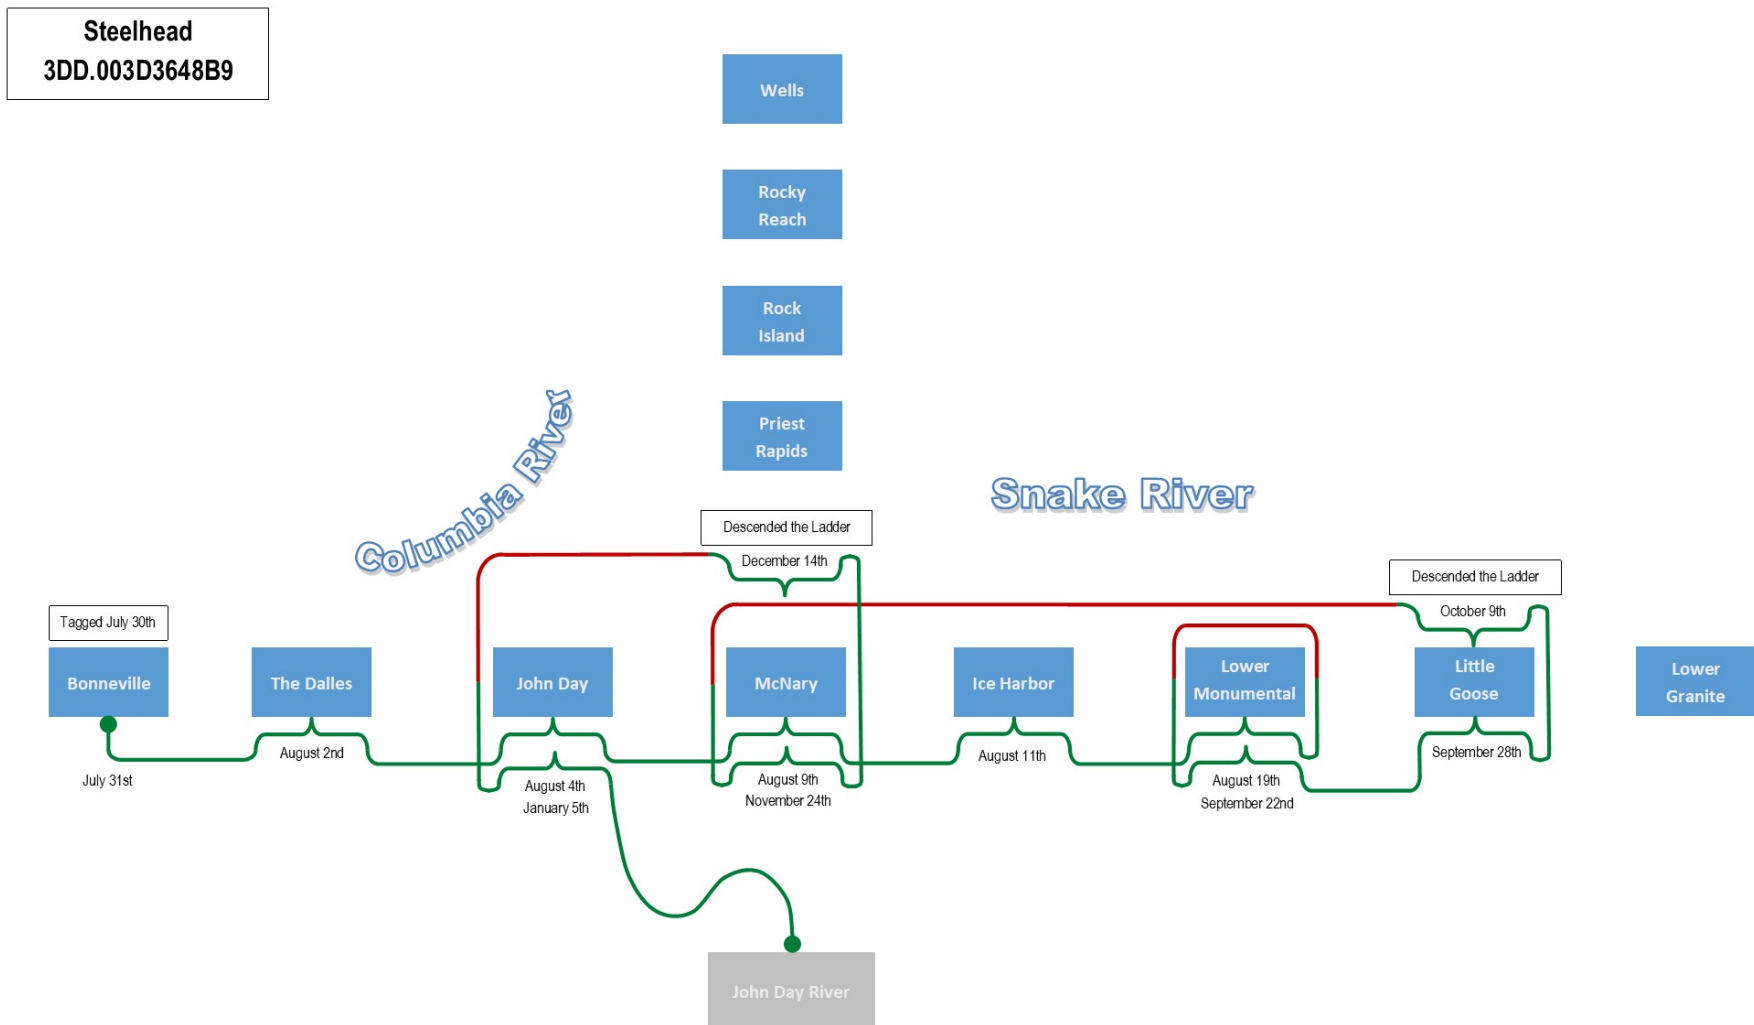 Steelhead
3DD.003D3648B9
Wells
Rocky
Reach
Rock
Island
Priest
Rapids
Columbia River
Snake River
Descended the Ladder
December 14th
Descended the Ladder
October 9th
Tagged July 30th
Bonneville
The Dalles
John Day
McNary
Ice Harbor
Lower
Monumental
Little
Goose
Lower
Granite
July 31st
August 2nd
August 4th
January 5th
August 9th
November 24th
August 11th
August 19th
September 22nd
September 28th
John Day River